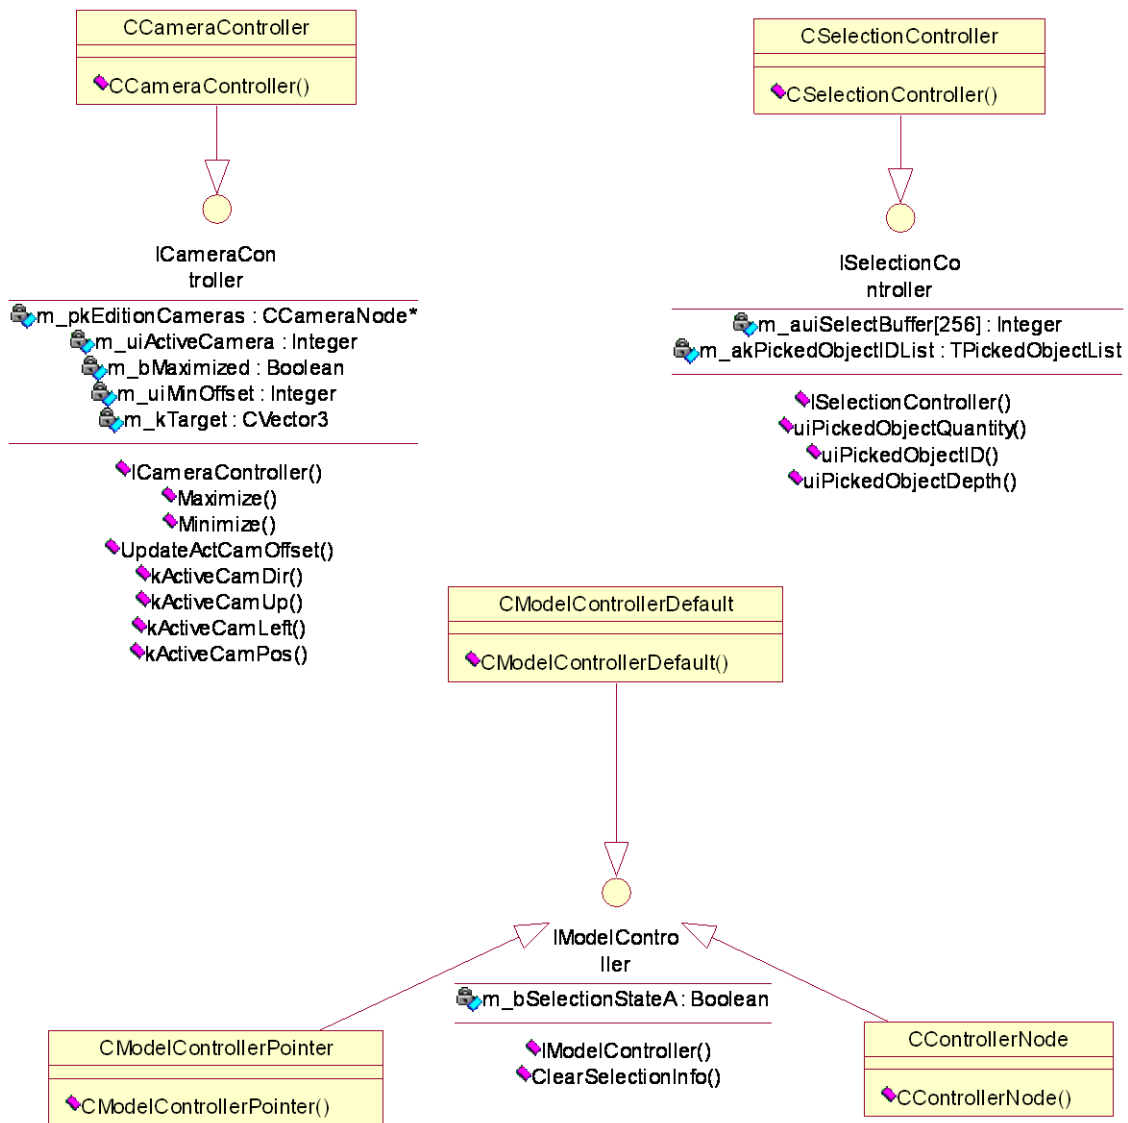 CCameraController
CCameraController()
ICameraCon
troller
m_pkEditionCameras : CCameraNode*
m_uiActiveCamera : Integer
m_bMaximized : Boolean
m_uiMinOffset : Integer
m_kTarget : CVector3
ICameraController()
Maximize()
Minimize()
UpdateActCamOffset()
kActiveCamDir()
kActiveCamUp()
kActiveCamLeft()
kActiveCamPos()
CSelectionController
CSelectionController()
ISelectionCo
ntroller
m_auiSelectBuffer[256] : Integer
m_akPickedObjectIDList : TPickedObjectList
ISelectionController()
uiPickedObjectQuantity()
uiPickedObjectID()
uiPickedObjectDepth()
CModelControllerDefault
CModelControllerDefault()
IModelContro
ller
m_bSelectionStateA : Boolean
IModelController()
ClearSelectionInfo()
CModelControllerPointer
CModelControllerPointer()
CControllerNode
CControllerNode()